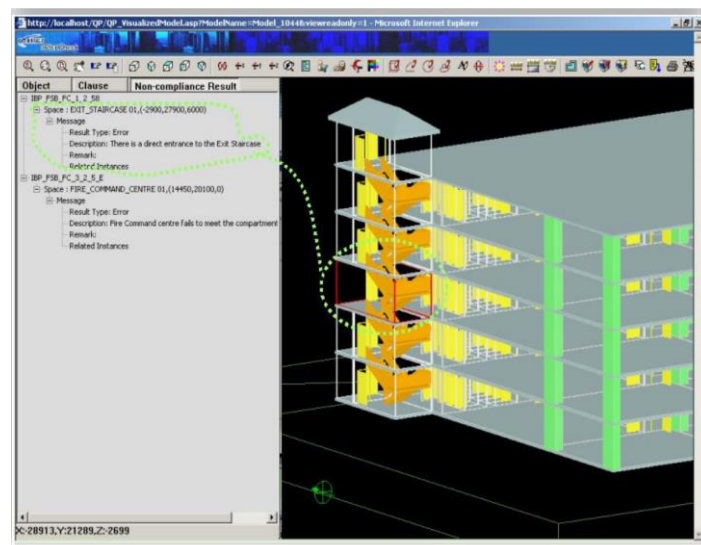 http://localhost/QP/QP_VisualizedModel.asp?ModelName=Model_1044&viewreadonly=1 - Microsoft Internet Explorer
Object Clause Non-compliance Result
IBP_FSB_FC_1_2_58
Space : EXIT_STAIRCASE 01,(-2900,27900,6000)
Message
Result Type: Error
Description: There is a direct entrance to the Exit Staircase
Remark:
Related Instances
IBP_FSB_FC_3_2_5_E
Space : FIRE_COMMAND_CENTRE 01,(14450,20100,0)
Message
Result Type: Error
Description: Fire Command centre fails to meet the compartment
Remark:
Related Instances
X:-28913,Y:21289,Z:-2699